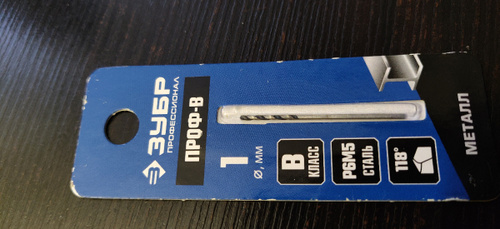 ЗУБР
ПРОФЕССИОНАЛ
ПРОФ-В
1
Ø, ММ
В
КЛАСС
Р6М5
СТАЛЬ
118°
МЕТАЛЛ